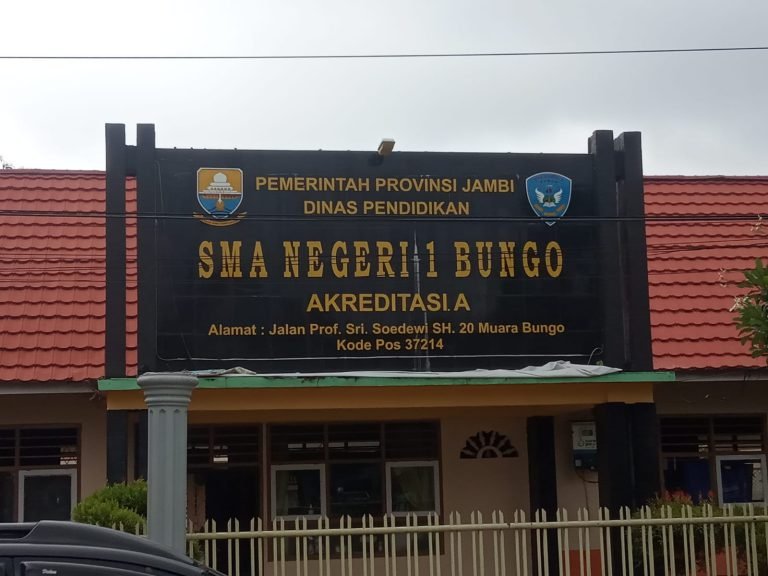 PEMERINTAH PROVINSI JAMBI
DINAS PENDIDIKAN
SMA NEGERI 1 BUNGO
AKREDITASI A
Alamat : Jalan Prof. Sri. Soedewi SH. 20 Muara Bungo
Kode Pos 37214